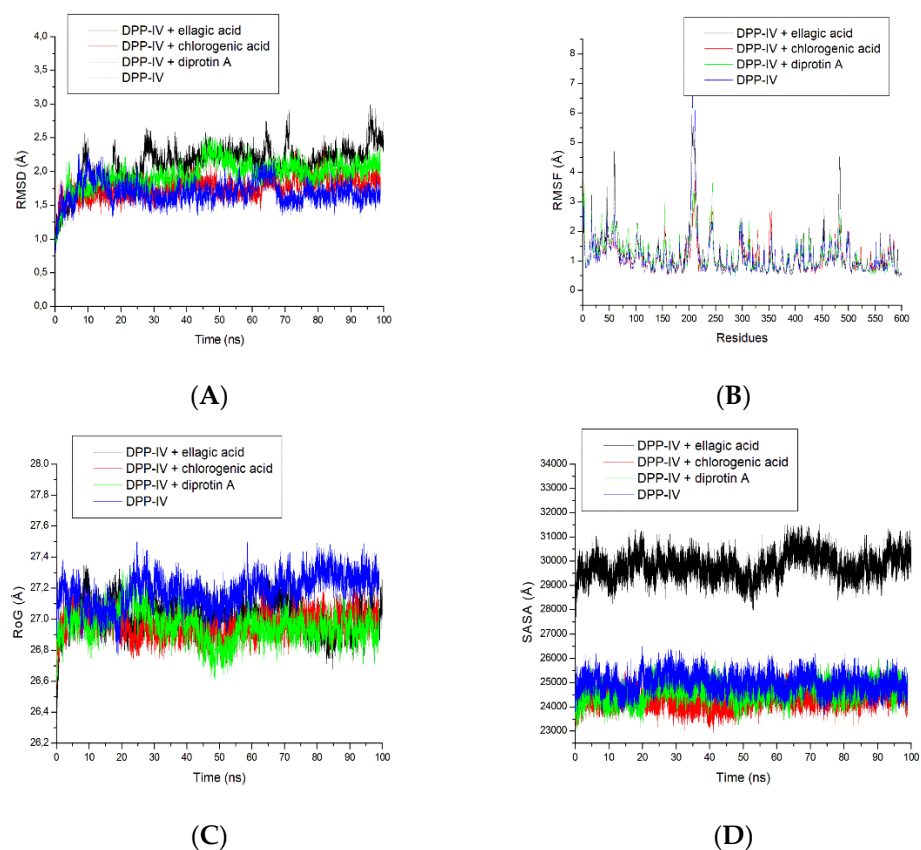 DPP-IV + ellagic acid
DPP-IV + chlorogenic acid
DPP-IV + diprotin A
DPP-IV
4,0
3,5
3,0
2,5
2,0
1,5
1,0
0,5
0,0
RMSD (Å)
0 10 20 30 40 50 60 70 80 90 100
Time (ns)
(A)
DPP-IV + ellagic acid
DPP-IV + chlorogenic acid
DPP-IV + diprotin A
DPP-IV
8
7
6
5
4
3
2
1
0
RMSF (Å)
0 50 100 150 200 250 300 350 400 450 500 550 600
Residues
(B)
DPP-IV + ellagic acid
DPP-IV + chlorogenic acid
DPP-IV + diprotin A
DPP-IV
28,0
27,8
27,6
27,4
27,2
27,0
26,8
26,6
26,4
26,2
RoG (Å)
0 10 20 30 40 50 60 70 80 90 100
Time (ns)
(C)
DPP-IV + ellagic acid
DPP-IV + chlorogenic acid
DPP-IV + diprotin A
DPP-IV
34000
33000
32000
31000
30000
29000
28000
27000
26000
25000
24000
23000
SASA (Å)
0 10 20 30 40 50 60 70 80 90 100
Time (ns)
(D)